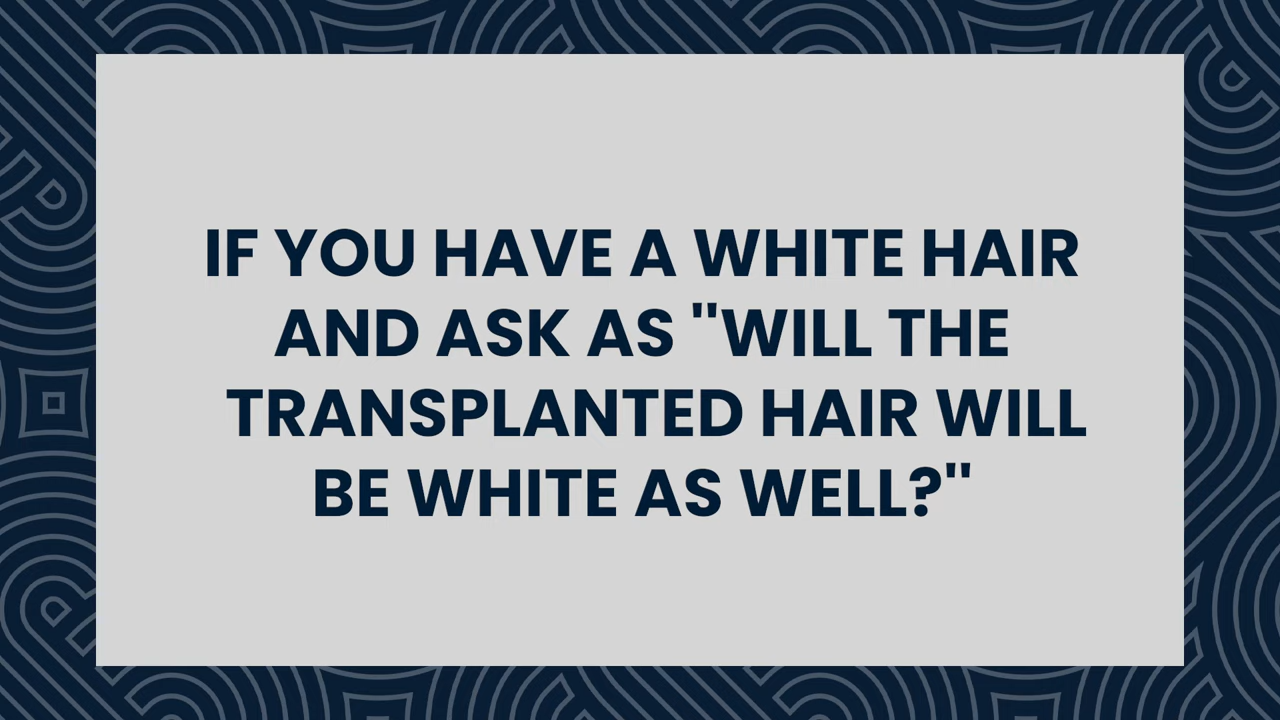 IF YOU HAVE A WHITE HAIR
AND ASK AS "WILL THE
TRANSPLANTED HAIR WILL
BE WHITE AS WELL?"